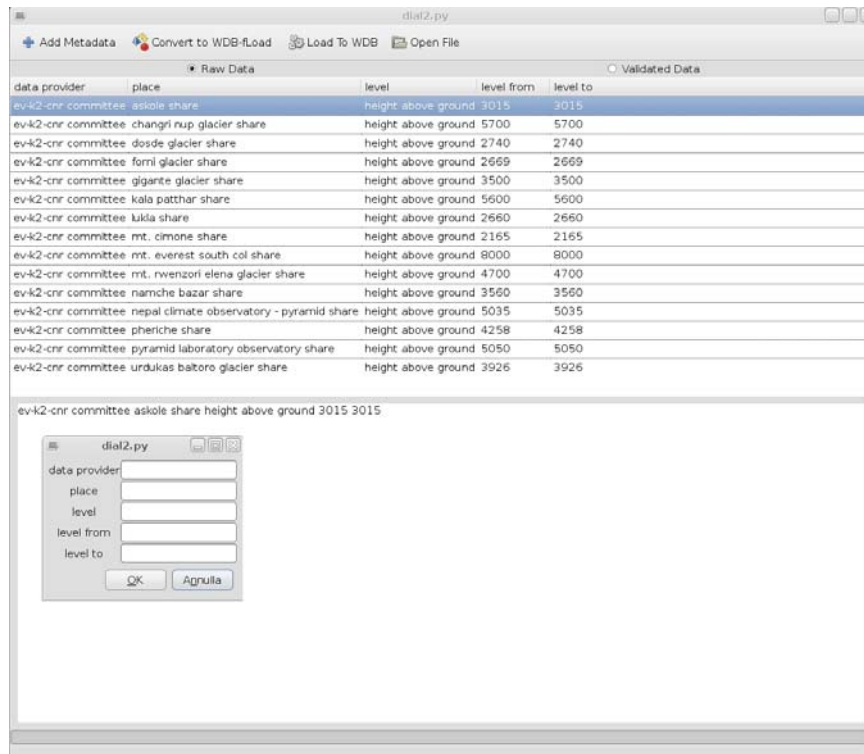 dial2.py
Add Metadata Convert to WDB-fLoad Load To WDB Open File
Raw Data Validated Data
data provider place level level from level to
ev-k2-cnr committee askole share height above ground 3015 3015
ev-k2-cnr committee changri nup glacier share height above ground 5700 5700
ev-k2-cnr committee dosde glacier share height above ground 2740 2740
ev-k2-cnr committee forni glacier share height above ground 2669 2669
ev-k2-cnr committee gigante glacier share height above ground 3500 3500
ev-k2-cnr committee kala patthar share height above ground 5600 5600
ev-k2-cnr committee lukla share height above ground 2660 2660
ev-k2-cnr committee mt. cimone share height above ground 2165 2165
ev-k2-cnr committee mt. everest south col share height above ground 8000 8000
ev-k2-cnr committee mt. rwenzori elena glacier share height above ground 4700 4700
ev-k2-cnr committee namche bazar share height above ground 3560 3560
ev-k2-cnr committee nepal climate observatory - pyramid share height above ground 5035 5035
ev-k2-cnr committee pheriche share height above ground 4258 4258
ev-k2-cnr committee pyramid laboratory observatory share height above ground 5050 5050
ev-k2-cnr committee urdukas baltoro glacier share height above ground 3926 3926
ev-k2-cnr committee askole share height above ground 3015 3015
dial2.py
data provider
place
level
level from
level to
OK Annulla